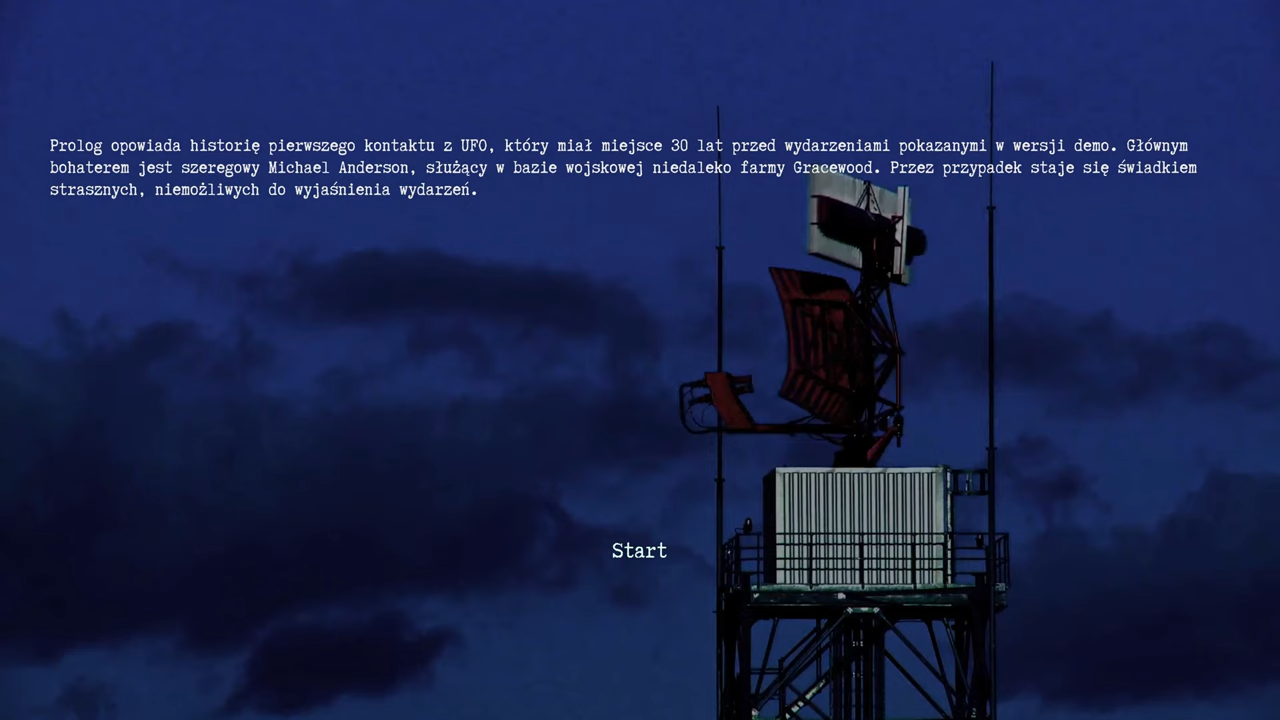 Prolog opowiada historię pierwszego kontaktu z UFO, który miał miejsce 30 lat przed wydarzeniami pokazanymi w wersji demo. Głównym
bohaterem jest szeregowy Michael Anderson, służący w bazie wojskowej niedaleko farmy Gracewood. Przez przypadek staje się świadkiem
strasznych, niemożliwych do wyjaśnienia wydarzeń.
Start